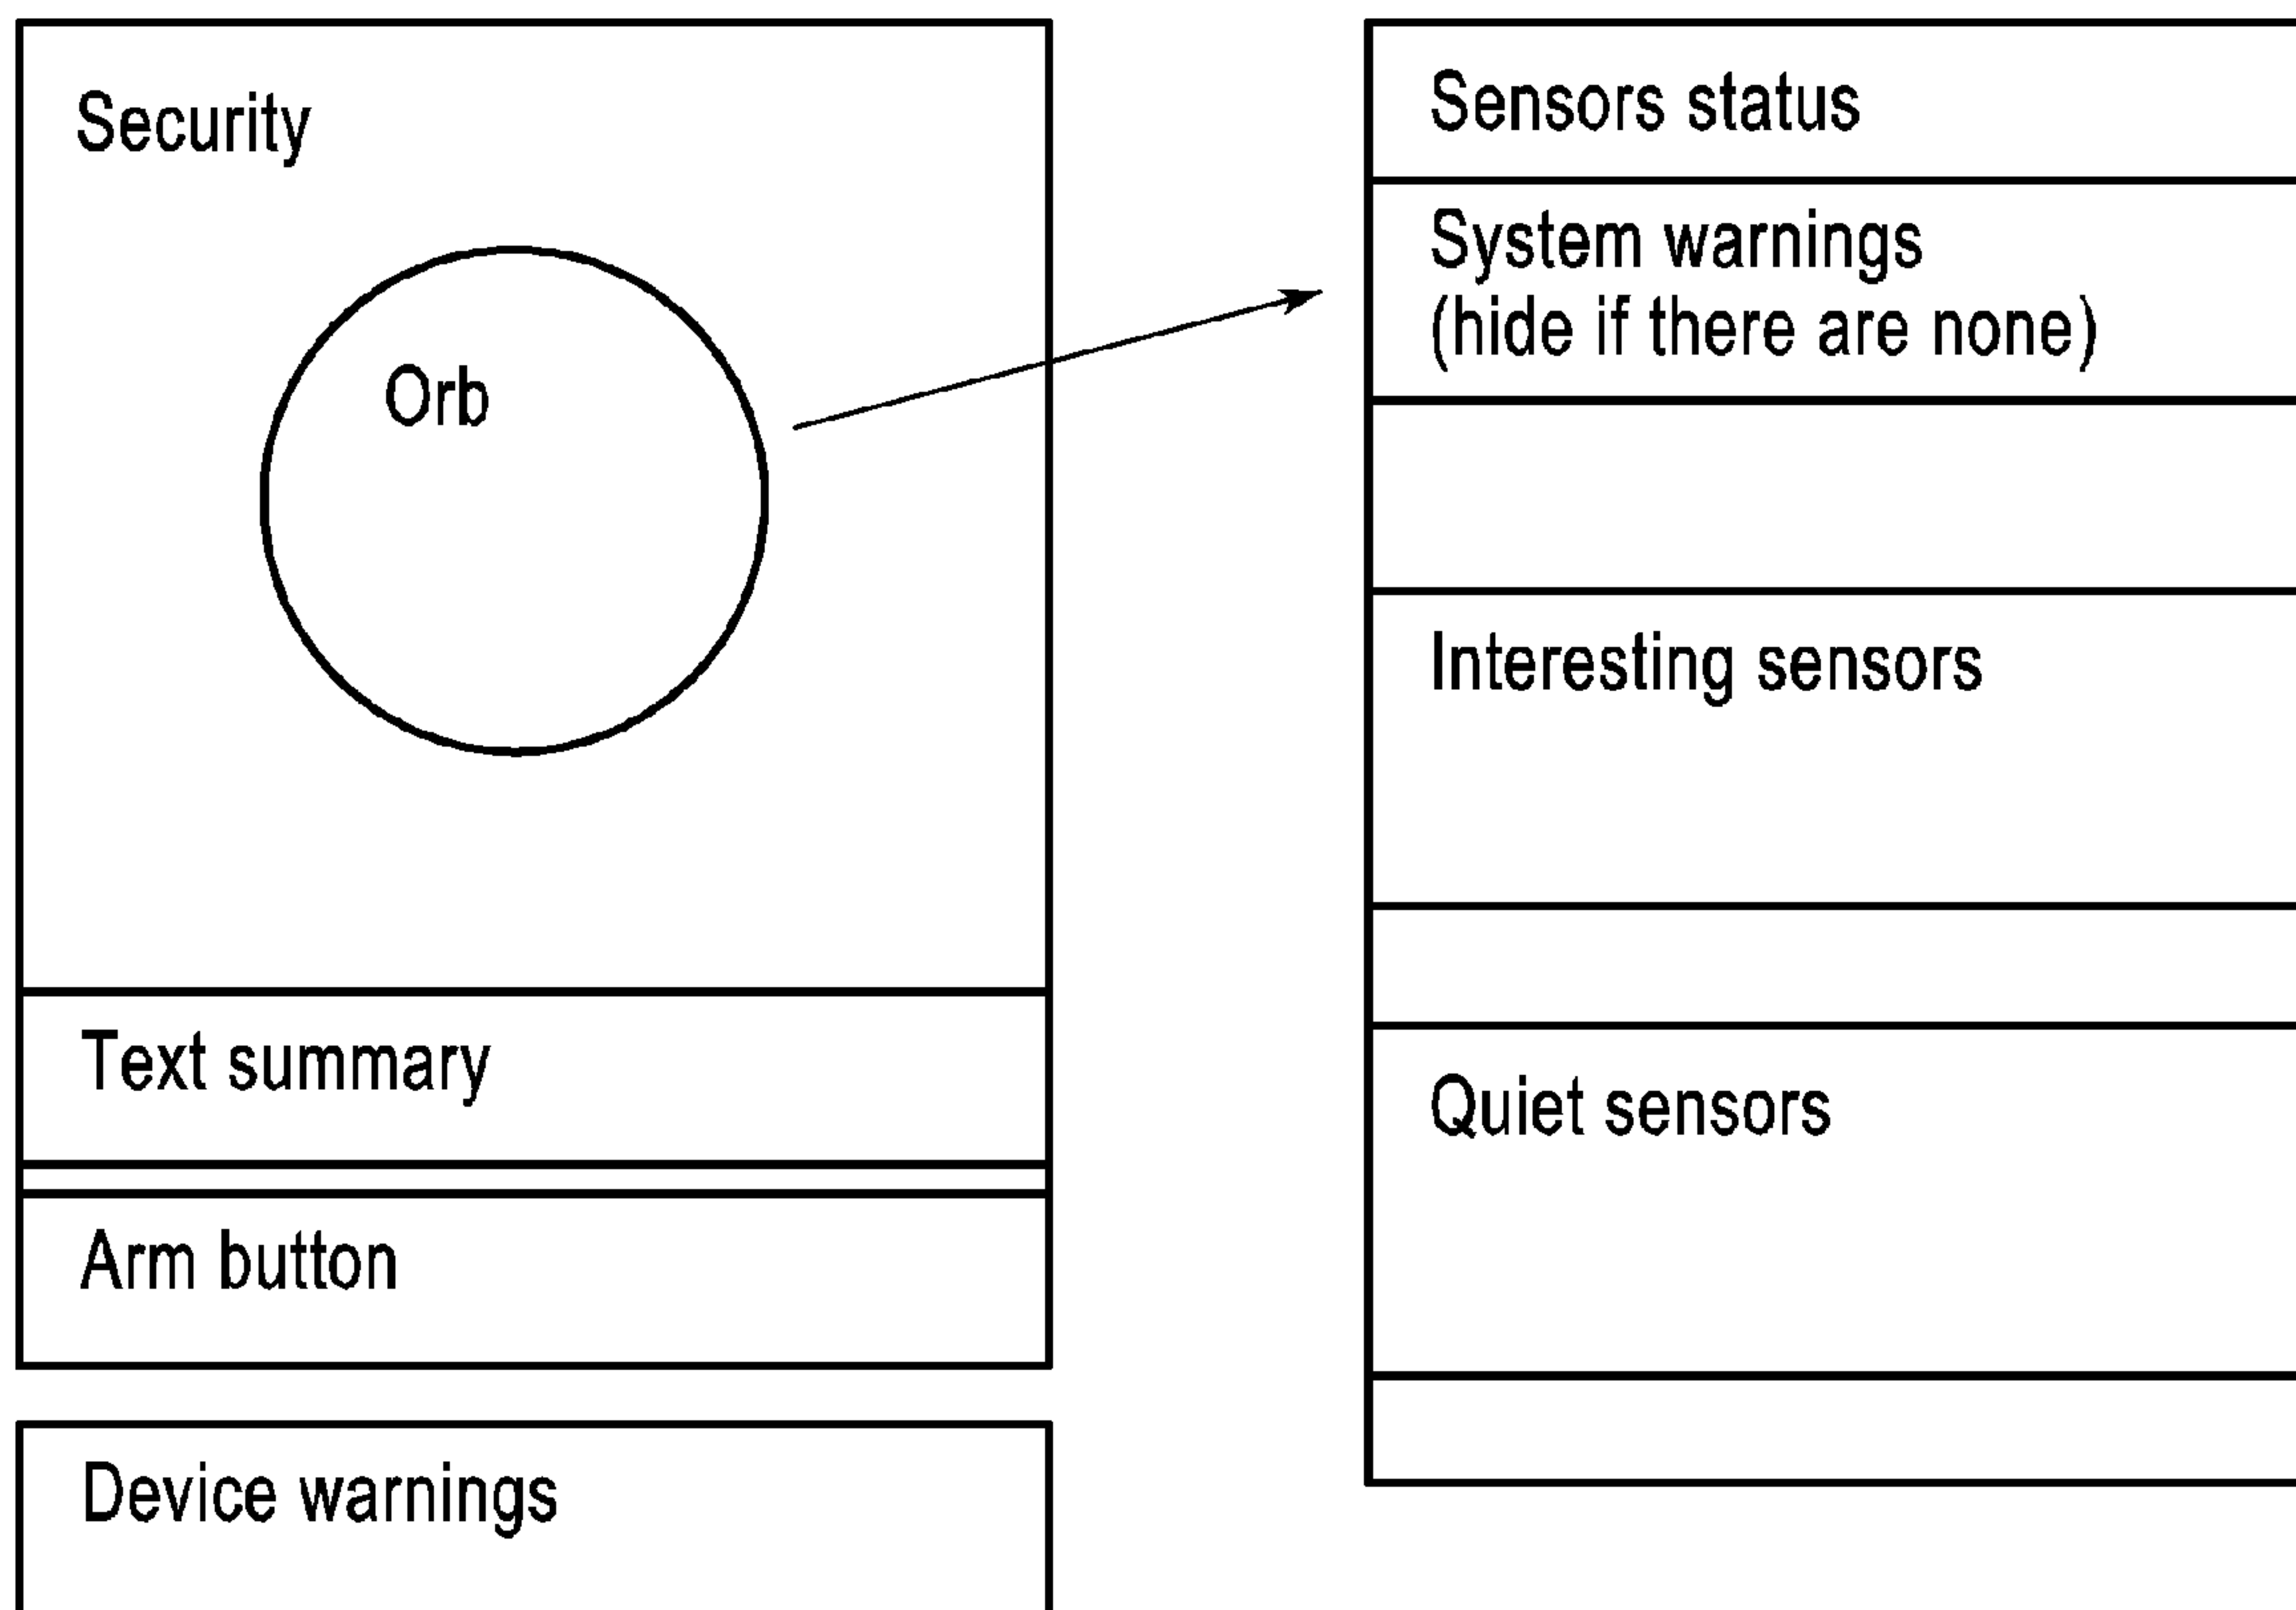 Security
Orb
Text summary
Arm button
Device warnings
Sensors status
System warnings
(hide if there are none)
Interesting sensors
Quiet sensors